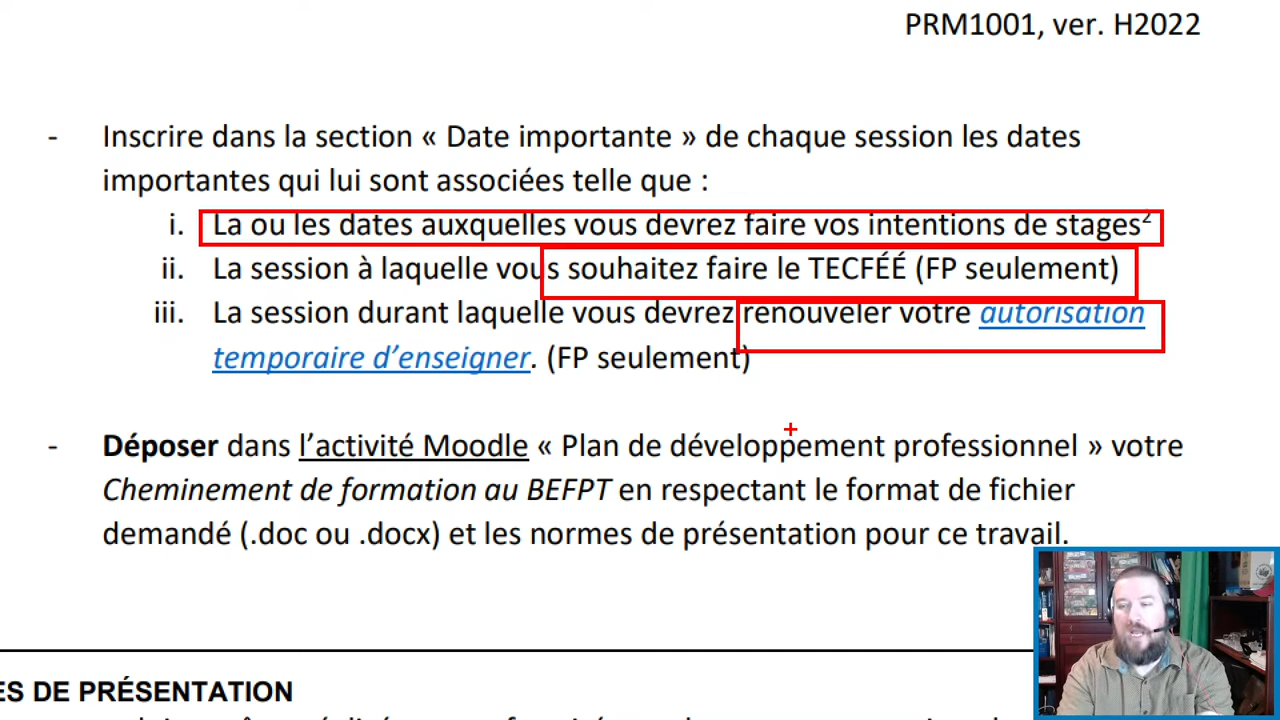 PRM1001, ver. H2022
- Inscrire dans la section « Date importante » de chaque session les dates
importantes qui lui sont associées telle que :
i. La ou les dates auxquelles vous devrez faire vos intentions de stages²
ii. La session à laquelle vous souhaitez faire le TECFÉÉ (FP seulement)
iii. La session durant laquelle vous devrez renouveler votre autorisation
temporaire d’enseigner. (FP seulement)
- Déposer dans l’activité Moodle « Plan de développement professionnel » votre
Cheminement de formation au BEFPT en respectant le format de fichier
demandé (.doc ou .docx) et les normes de présentation pour ce travail.
ES DE PRÉSENTATION